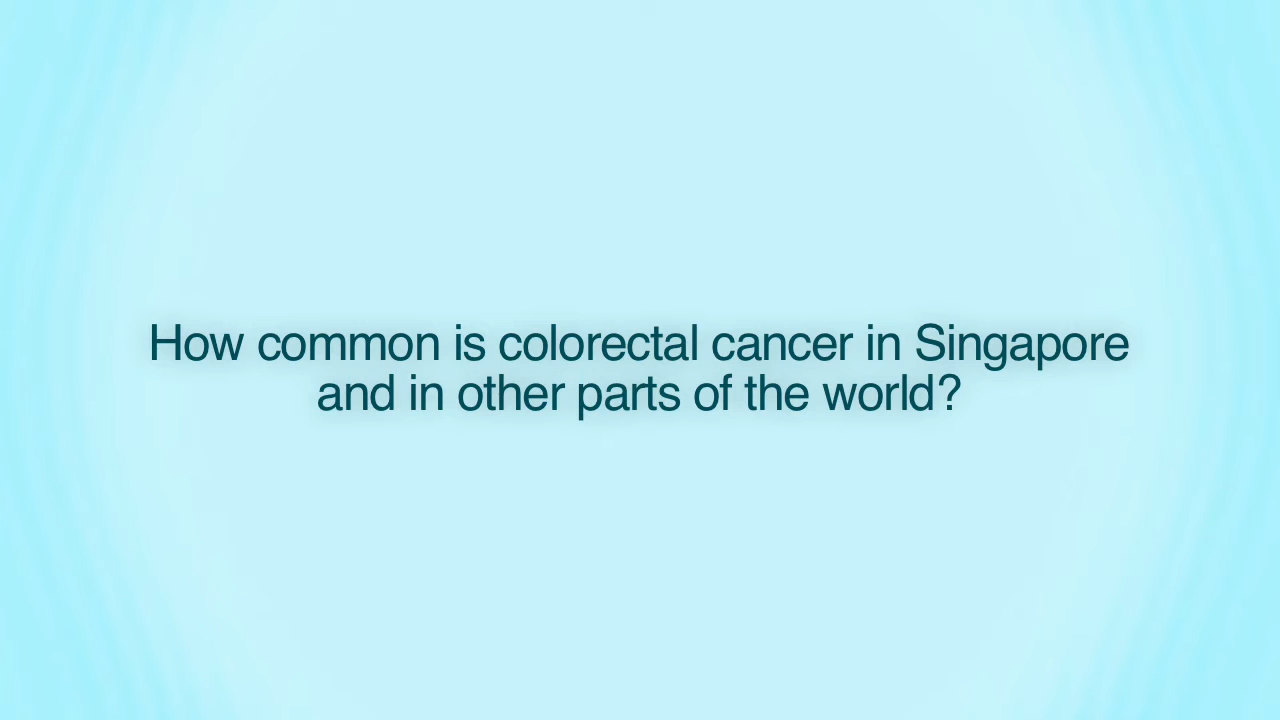 How common is colorectal cancer in Singapore
and in other parts of the world?